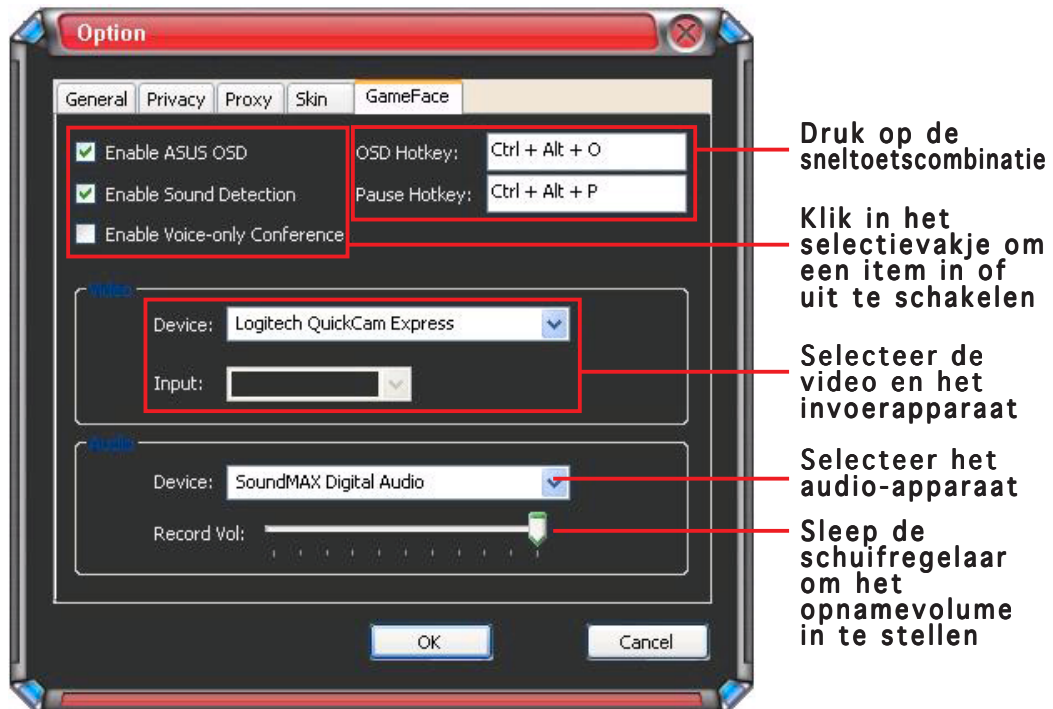 Option
General Privacy Proxy Skin GameFace
Enable ASUS OSD
Enable Sound Detection
Enable Voice-only Conference
OSD Hotkey: Ctrl + Alt + O
Pause Hotkey: Ctrl + Alt + P
Video
Device: Logitech QuickCam Express
Input:
Audio
Device: SoundMAX Digital Audio
Record Vol:
OK Cancel
Druk op de
sneltoetscombinatie
Klik in het
selectievakje om
een item in of
uit te schakelen
Selecteer de
video en het
invoerapparaat
Selecteer het
audio-apparaat
Sleep de
schuifregelaar
om het
opnamevolume
in te stellen